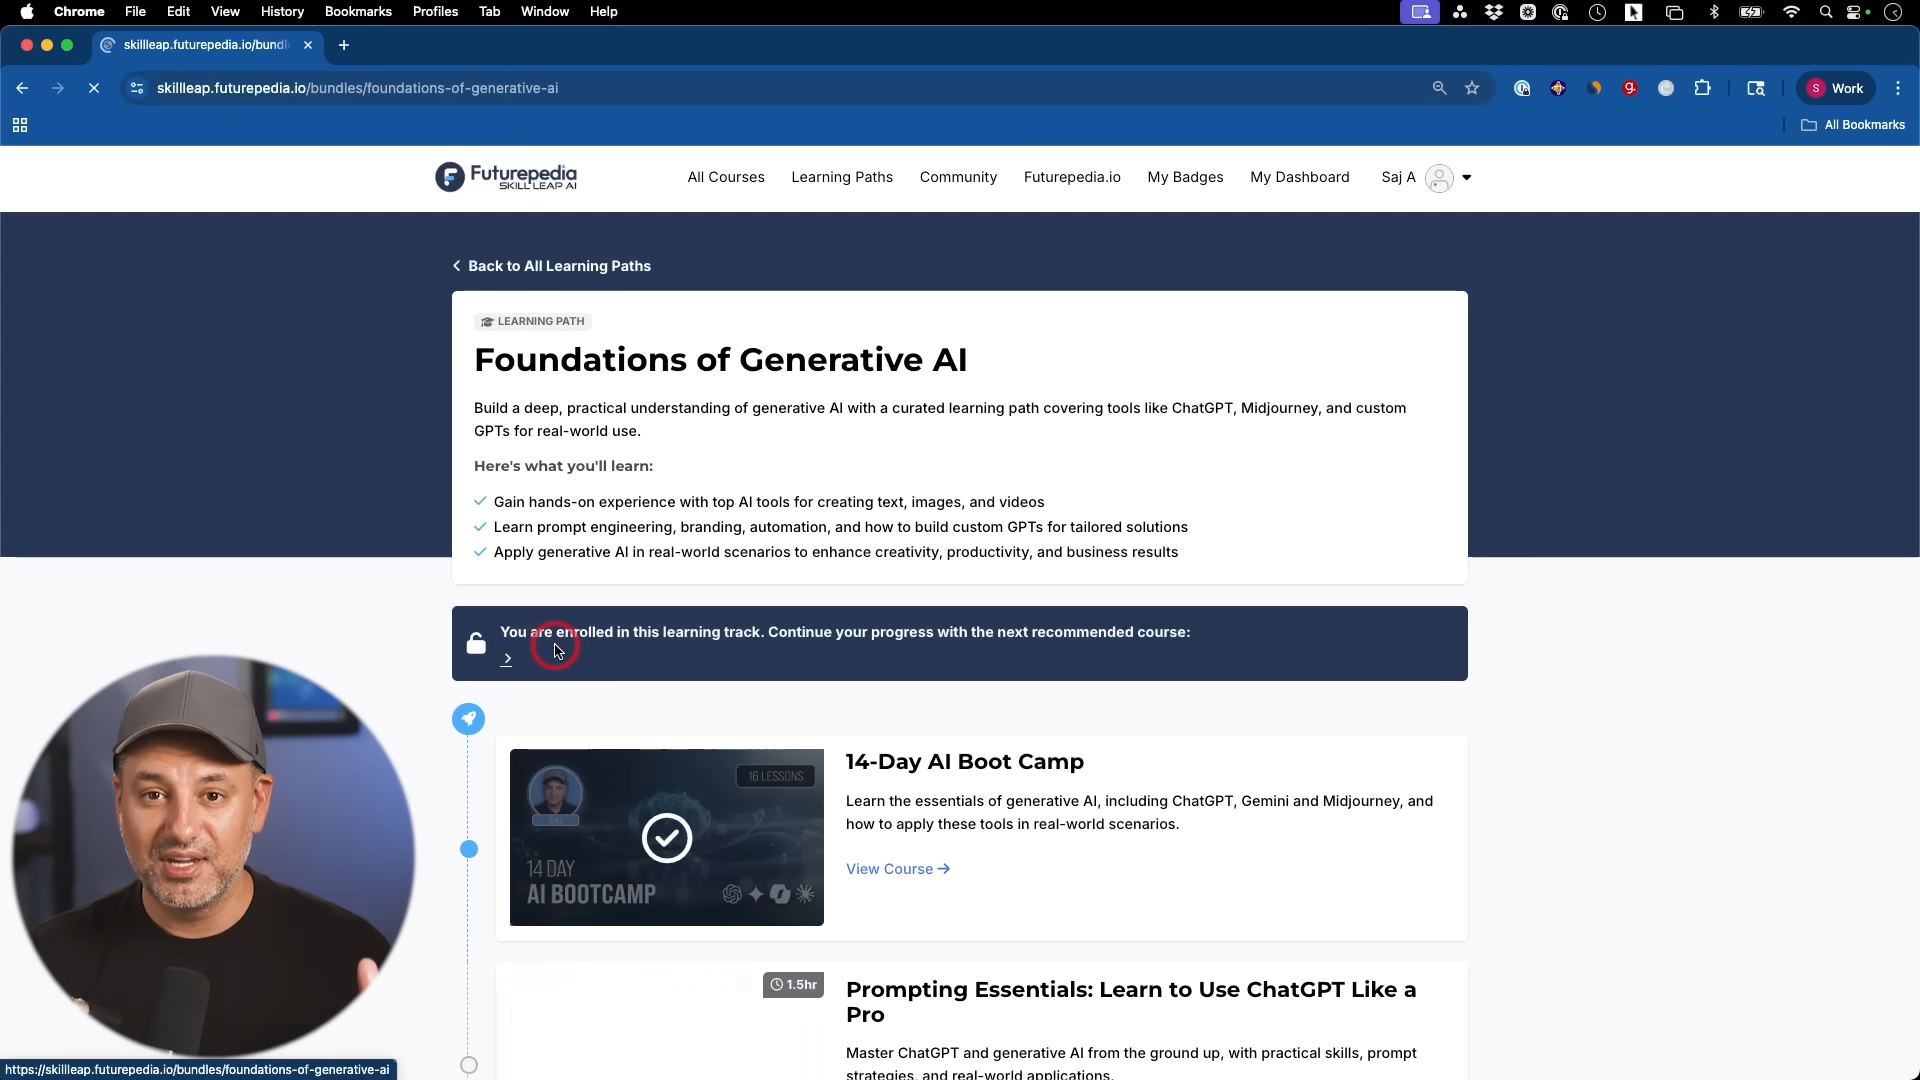 Chrome File Edit View History Bookmarks Profiles Tab Window Help
skillleap.futurepedia.io/bundl
skillleap.futurepedia.io/bundles/foundations-of-generative-ai
S Work
All Bookmarks
Futurepedia
SKILL LEAP AI
All Courses Learning Paths Community Futurepedia.io My Badges My Dashboard Saj A
Back to All Learning Paths
LEARNING PATH
Foundations of Generative AI
Build a deep, practical understanding of generative AI with a curated learning path covering tools like ChatGPT, Midjourney, and custom
GPTs for real-world use.
Here's what you'll learn:
Gain hands-on experience with top AI tools for creating text, images, and videos
Learn prompt engineering, branding, automation, and how to build custom GPTs for tailored solutions
Apply generative AI in real-world scenarios to enhance creativity, productivity, and business results
You are enrolled in this learning track. Continue your progress with the next recommended course:
16 LESSONS
SAJ
14 DAY
AI BOOTCAMP
14-Day AI Boot Camp
Learn the essentials of generative AI, including ChatGPT, Gemini and Midjourney, and
how to apply these tools in real-world scenarios.
View Course →
1.5hr
Prompting Essentials: Learn to Use ChatGPT Like a
Pro
Master ChatGPT and generative AI from the ground up, with practical skills, prompt
strategies, and real-world applications.
https://skillleap.futurepedia.io/bundles/foundations-of-generative-ai